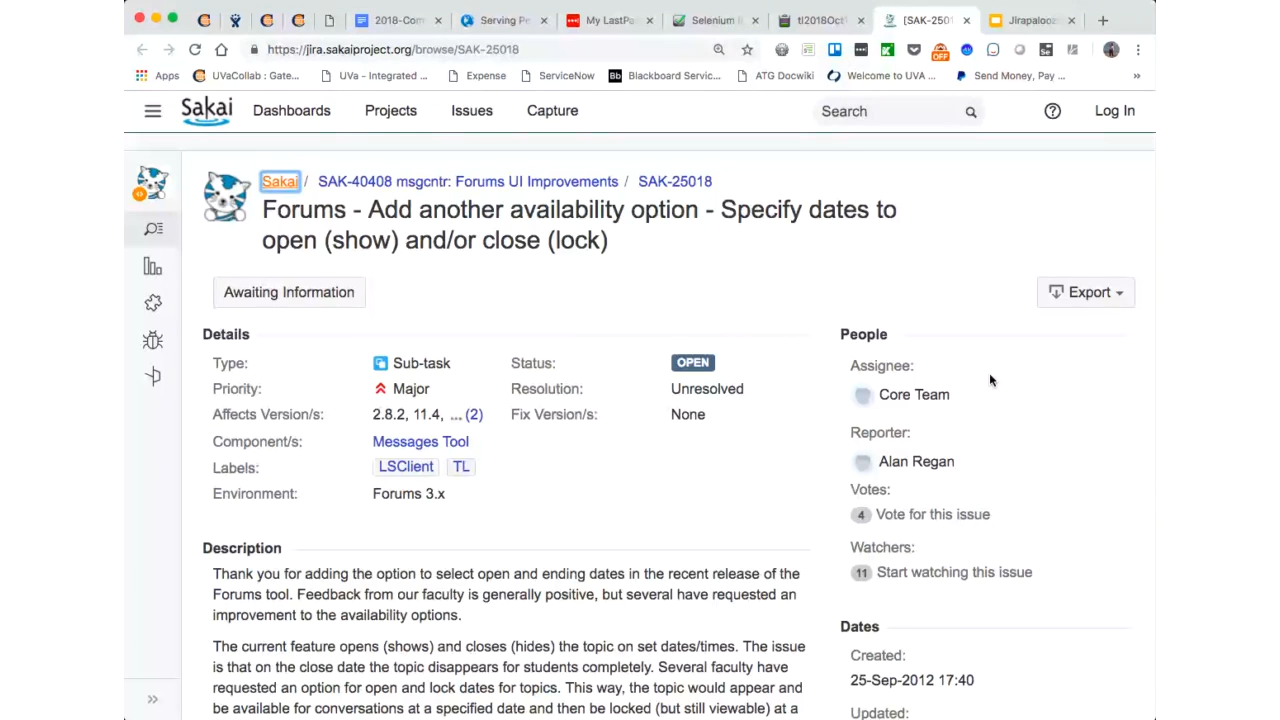 2018-Com
Serving Pe
My LastPa
Selenium
tl2018Oct
[SAK-2501
Jirapalooz
https://jira.sakaiproject.org/browse/SAK-25018
OFF
Apps
UVaCollab : Gate...
UVa - Integrated ...
Expense
ServiceNow
Bb
Blackboard Servic...
ATG Docwiki
Welcome to UVA ...
Send Money, Pay ...
»
Sakai
Dashboards
Projects
Issues
Capture
Search
Log In
Sakai / SAK-40408 msgcntr: Forums UI Improvements / SAK-25018
Forums - Add another availability option - Specify dates to
open (show) and/or close (lock)
Awaiting Information
Export
Details
Type: Sub-task
Status: OPEN
Priority: Major
Resolution: Unresolved
Affects Version/s: 2.8.2, 11.4, ... (2)
Fix Version/s: None
Component/s: Messages Tool
Labels: LSClient TL
Environment: Forums 3.x
People
Assignee:
Core Team
Reporter:
Alan Regan
Votes:
4 Vote for this issue
Watchers:
11 Start watching this issue
Description
Thank you for adding the option to select open and ending dates in the recent release of the
Forums tool. Feedback from our faculty is generally positive, but several have requested an
improvement to the availability options.
The current feature opens (shows) and closes (hides) the topic on set dates/times. The issue
is that on the close date the topic disappears for students completely. Several faculty have
requested an option for open and lock dates for topics. This way, the topic would appear and
be available for conversations at a specified date and then be locked (but still viewable) at a
Dates
Created:
25-Sep-2012 17:40
Updated:
»